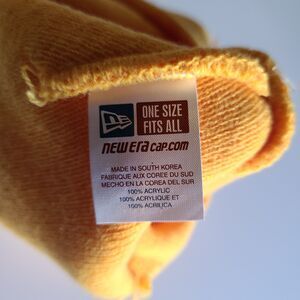 ONE SIZE
FITS ALL
NEW ERA CAP.COM
MADE IN SOUTH KOREA
FABRIQUE AUX COREE DU SUD
MECHO EN LA COREA DEL SUR
100% ACRYLIC
100% ACRYLIQUE ET
100% ACRILICA